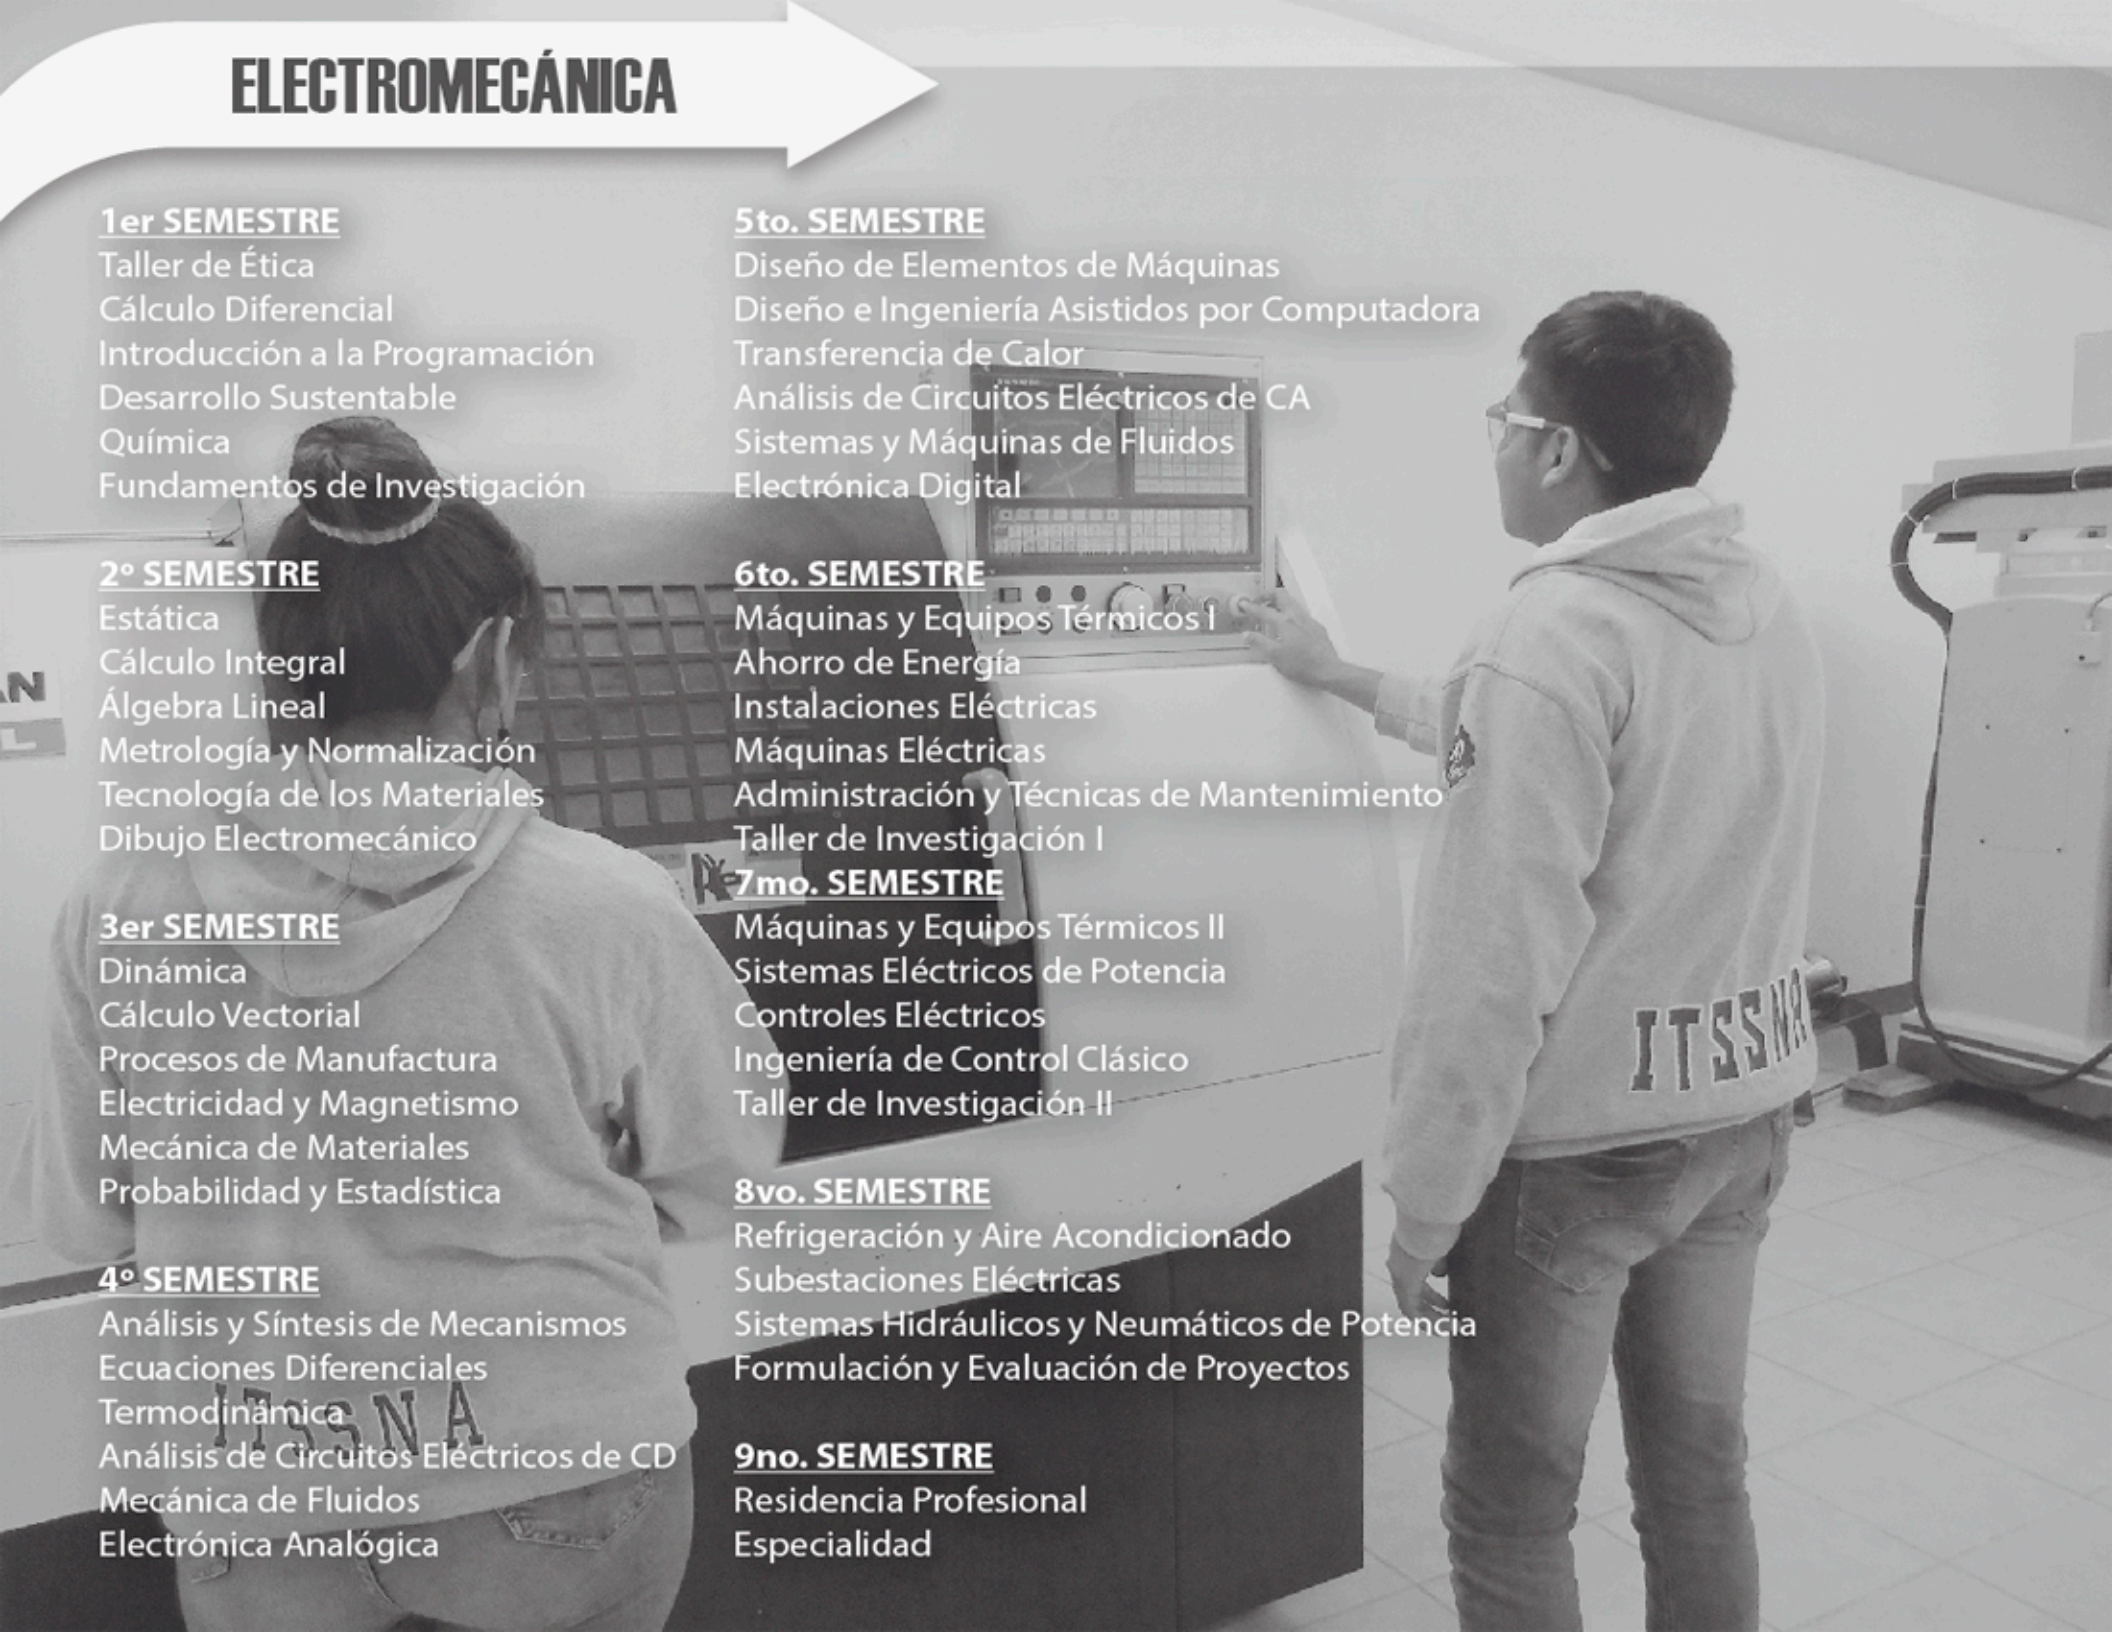 ELECTROMECÁNICA
1er SEMESTRE
Taller de Ética
Cálculo Diferencial
Introducción a la Programación
Desarrollo Sustentable
Química
Fundamentos de Investigación
2º SEMESTRE
Estática
Cálculo Integral
Álgebra Lineal
Metrología y Normalización
Tecnología de los Materiales
Dibujo Electromecánico
3er SEMESTRE
Dinámica
Cálculo Vectorial
Procesos de Manufactura
Electricidad y Magnetismo
Mecánica de Materiales
Probabilidad y Estadística
4º SEMESTRE
Análisis y Síntesis de Mecanismos
Ecuaciones Diferenciales
Termodinámica
Análisis de Circuitos Eléctricos de CD
Mecánica de Fluidos
Electrónica Analógica
5to. SEMESTRE
Diseño de Elementos de Máquinas
Diseño e Ingeniería Asistidos por Computadora
Transferencia de Calor
Análisis de Circuitos Eléctricos de CA
Sistemas y Máquinas de Fluidos
Electrónica Digital
6to. SEMESTRE
Máquinas y Equipos Térmicos I
Ahorro de Energía
Instalaciones Eléctricas
Máquinas Eléctricas
Administración y Técnicas de Mantenimiento
Taller de Investigación I
7mo. SEMESTRE
Máquinas y Equipos Térmicos II
Sistemas Eléctricos de Potencia
Controles Eléctricos
Ingeniería de Control Clásico
Taller de Investigación II
8vo. SEMESTRE
Refrigeración y Aire Acondicionado
Subestaciones Eléctricas
Sistemas Hidráulicos y Neumáticos de Potencia
Formulación y Evaluación de Proyectos
9no. SEMESTRE
Residencia Profesional
Especialidad
ITSSNA
ITSSNA